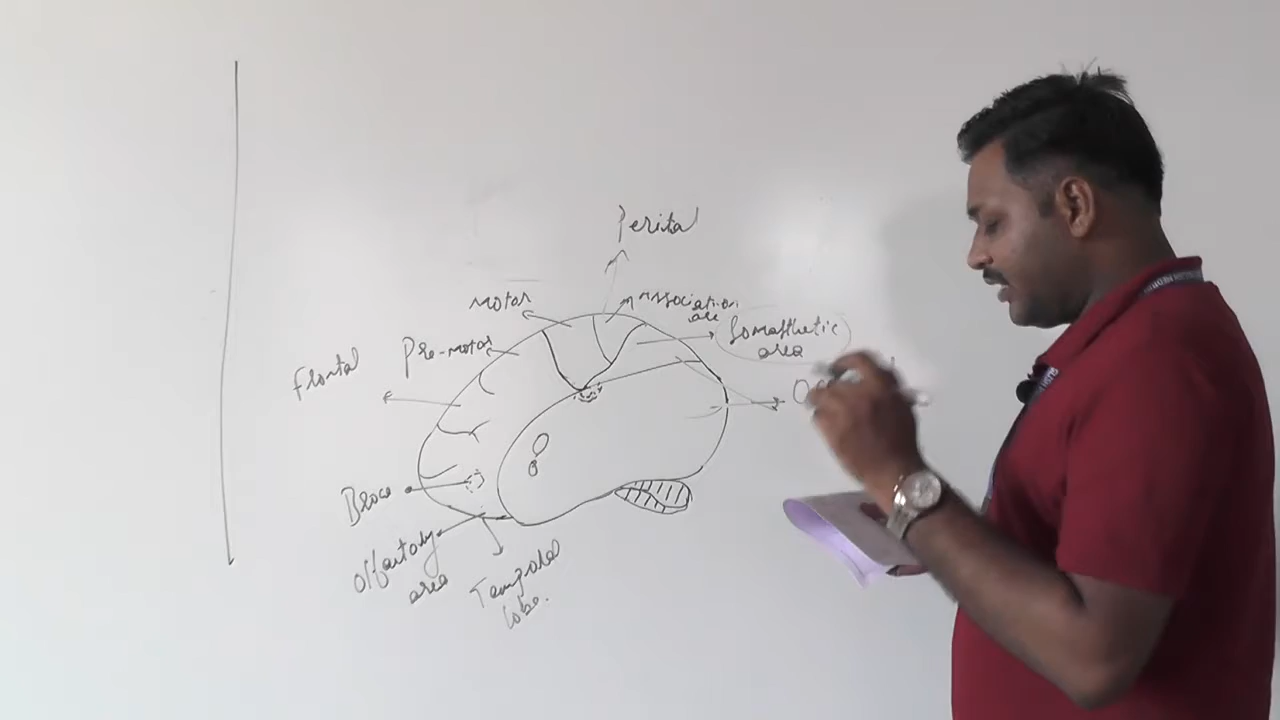 Perital
Motor
Association
are
Somasthetic
area
Pre-motor
Frontal
Broca
Olfactory
area
Temporal
lobe.